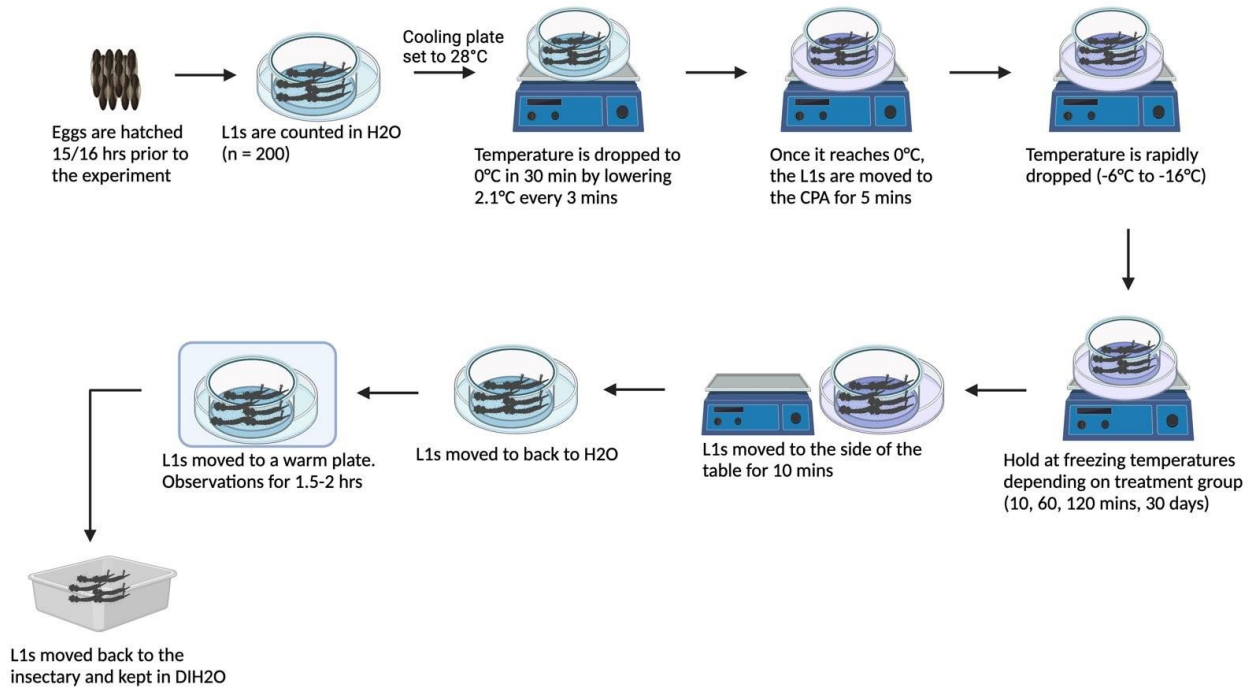 Eggs are hatched
15/16 hrs prior to
the experiment
L1s are counted in H2O
(n = 200)
Cooling plate
set to 28°C
Temperature is dropped to
0°C in 30 min by lowering
2.1°C every 3 mins
Once it reaches 0°C,
the L1s are moved to
the CPA for 5 mins
Temperature is rapidly
dropped (-6°C to -16°C)
Hold at freezing temperatures
depending on treatment group
(10, 60, 120 mins, 30 days)
L1s moved to the side of the
table for 10 mins
L1s moved to back to H2O
L1s moved to a warm plate.
Observations for 1.5-2 hrs
L1s moved back to the
insectary and kept in DIH2O